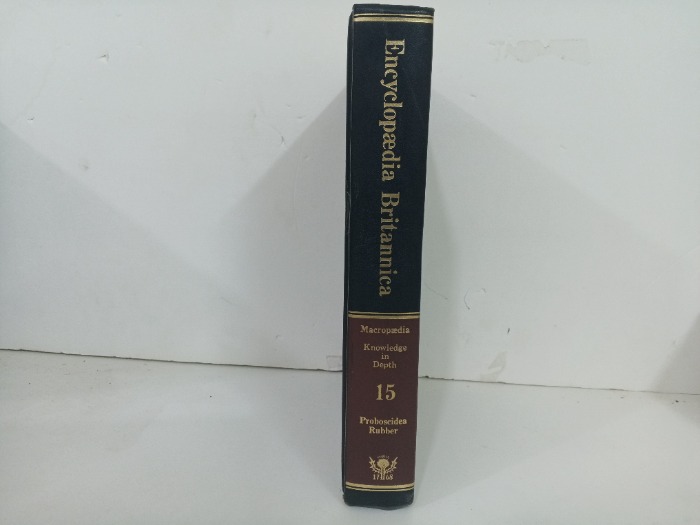 Encyclopædia Britannica
Macropædia
Knowledge
in
Depth
15
Proboscidea
Rubber
1768